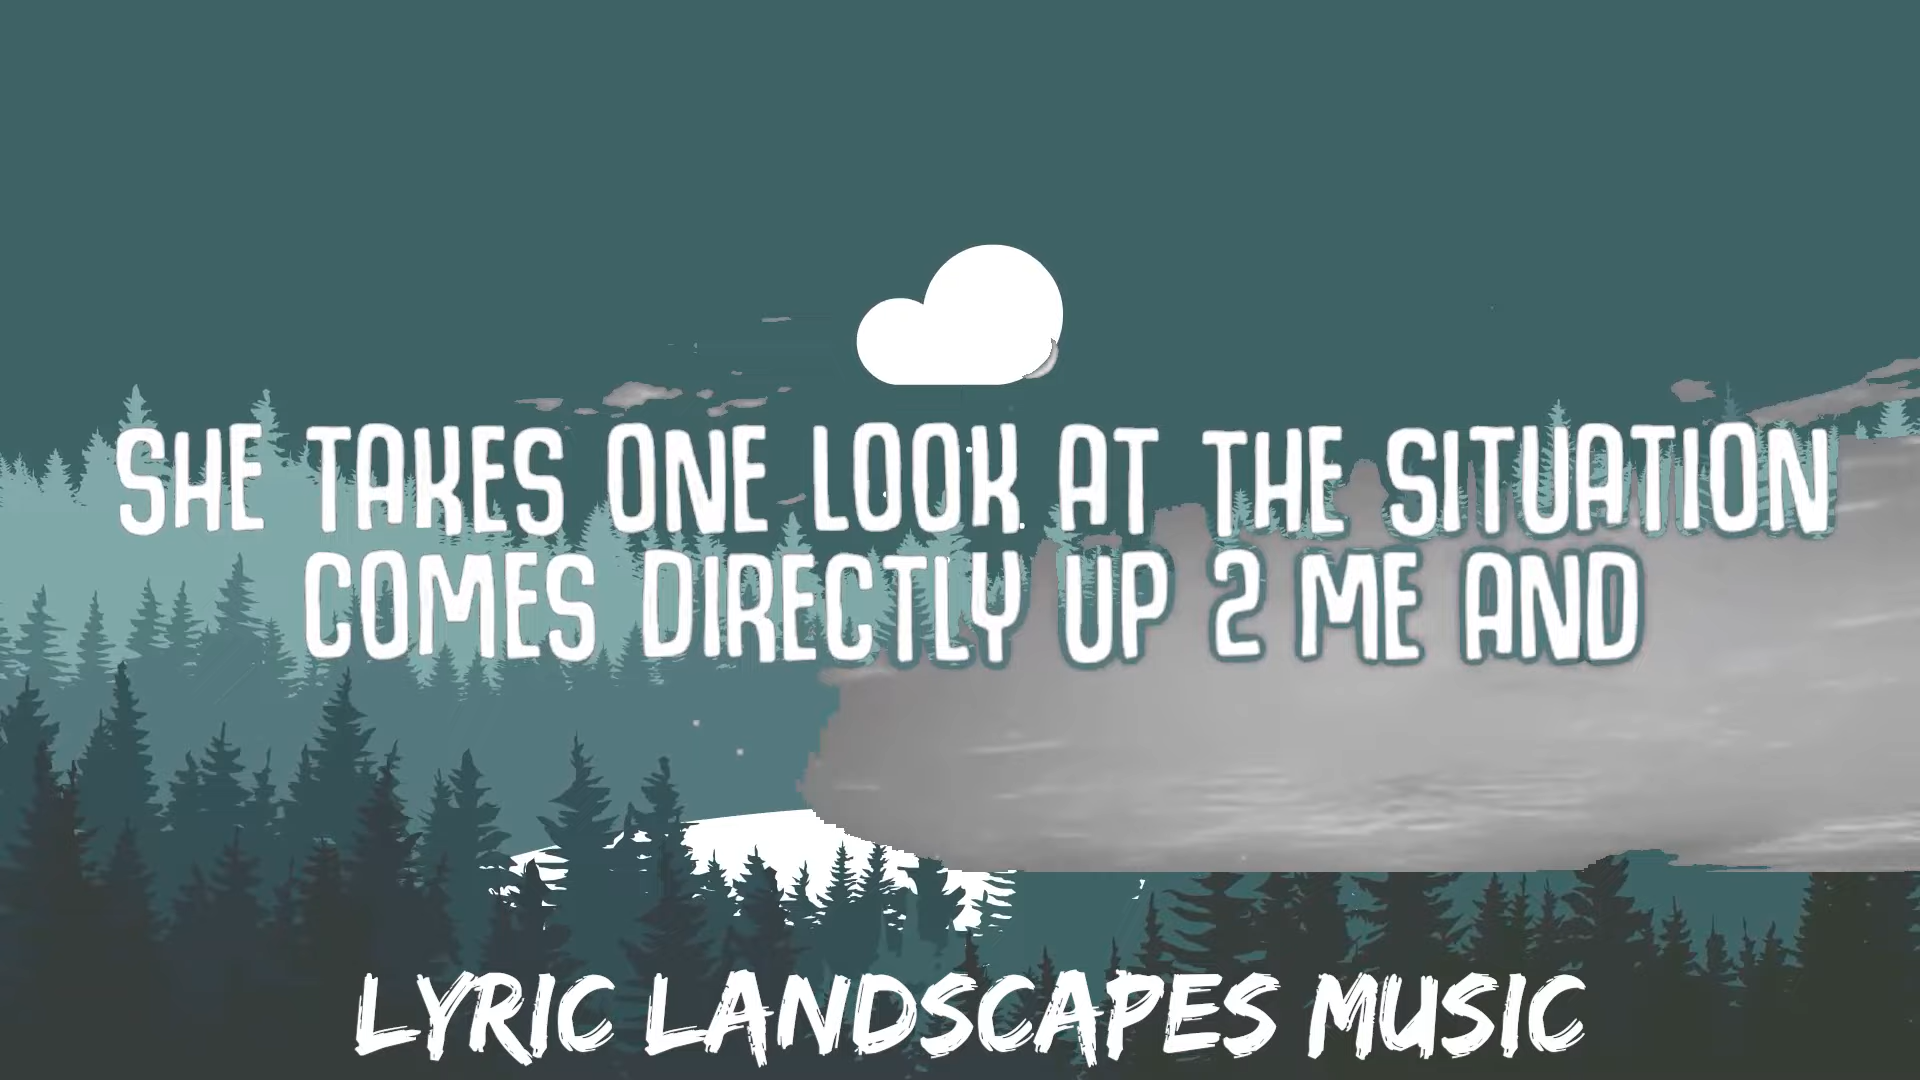 SHE TAKES ONE LOOK AT THE SITUATION
COMES DIRECTLY UP 2 ME AND
LYRIC LANDSCAPES MUSIC